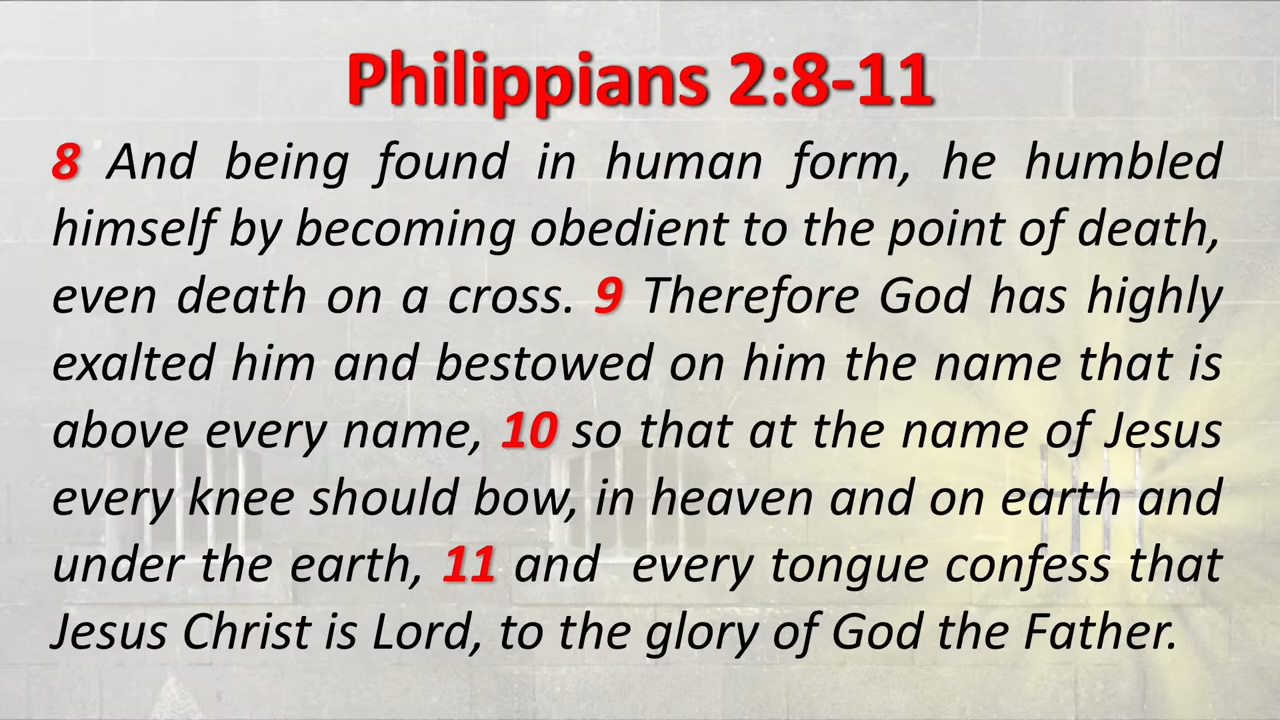 Philippians 2:8-11
8 And being found in human form, he humbled
himself by becoming obedient to the point of death,
even death on a cross. 9 Therefore God has highly
exalted him and bestowed on him the name that is
above every name, 10 so that at the name of Jesus
every knee should bow, in heaven and on earth and
under the earth, 11 and  every tongue confess that
Jesus Christ is Lord, to the glory of God the Father.